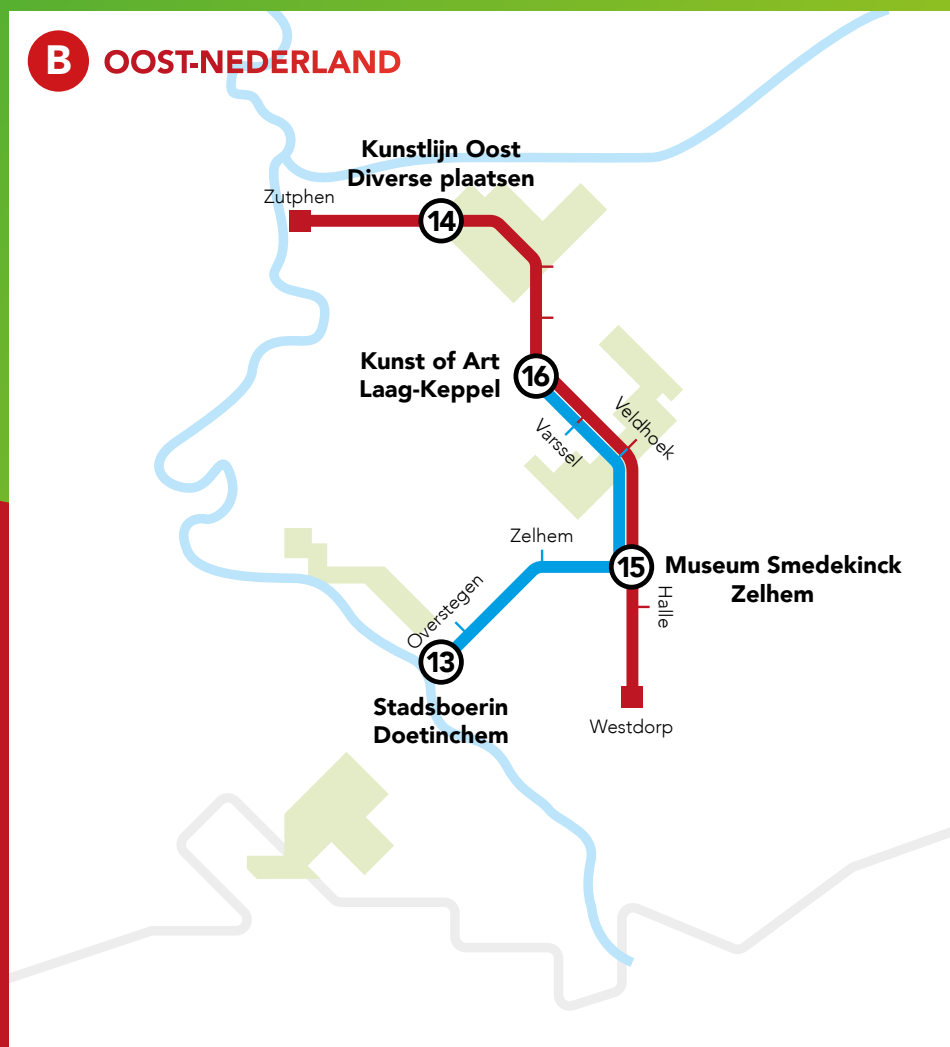 B OOST-NEDERLAND
Kunstlijn Oost
Diverse plaatsen
Zutphen
14
Kunst of Art
Laag-Keppel
16
Varssel
Veldhoek
Zelhem
15
Museum Smedekinck
Zelhem
Halle
Overstegen
13
Stadsboerin
Doetinchem
Westdorp